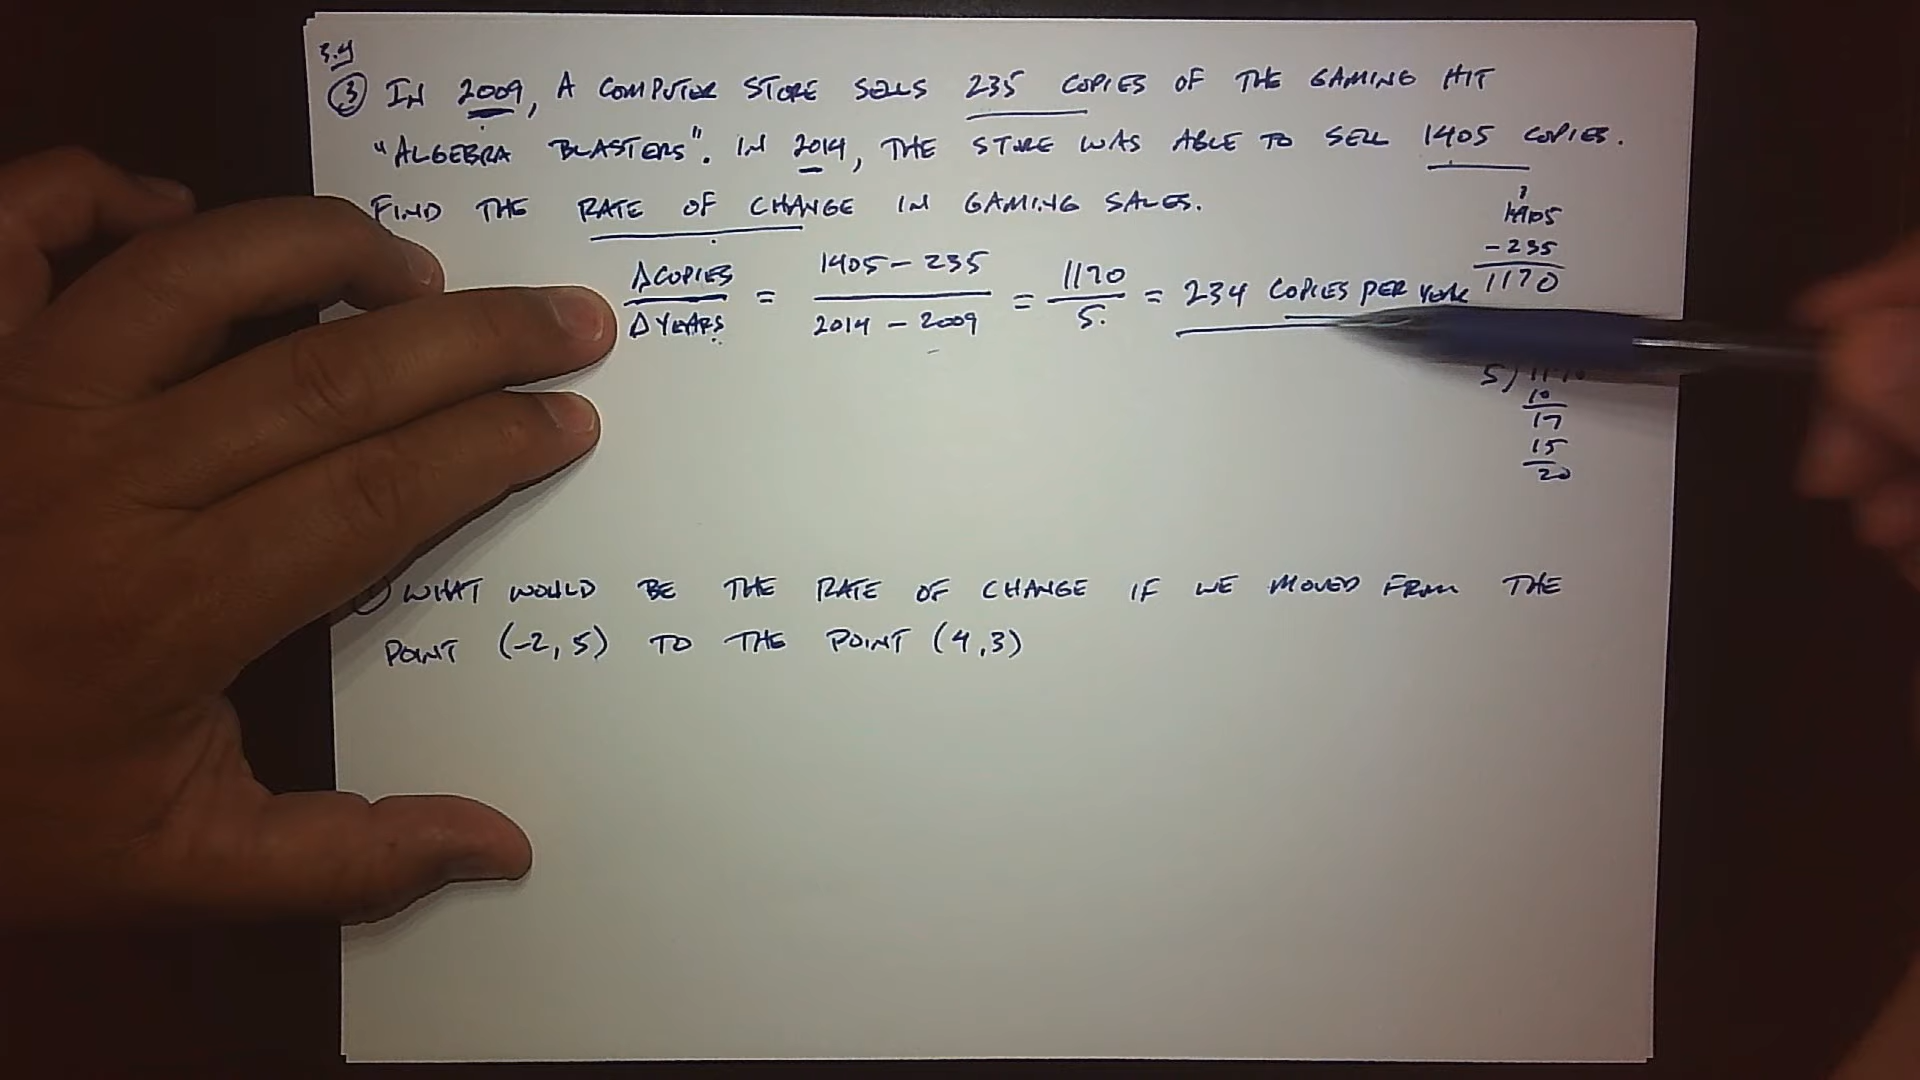 3.4
③ IN 2009, A COMPUTER STORE SELLS 235 COPIES OF THE GAMING HIT
"ALGEBRA BLASTERS". IN 2014, THE STORE WAS ABLE TO SELL 1405 COPIES.
FIND THE RATE OF CHANGE IN GAMING SALES.
ΔCOPIES / ΔYEARS = 1405 - 235 / 2014 - 2009 = 1170 / 5 = 234 COPIES PER YEAR
1405
-235
1170
5)
10
17
15
20
WHAT WOULD BE THE RATE OF CHANGE IF WE MOVED FROM THE
POINT (-2, 5) TO THE POINT (4,3)